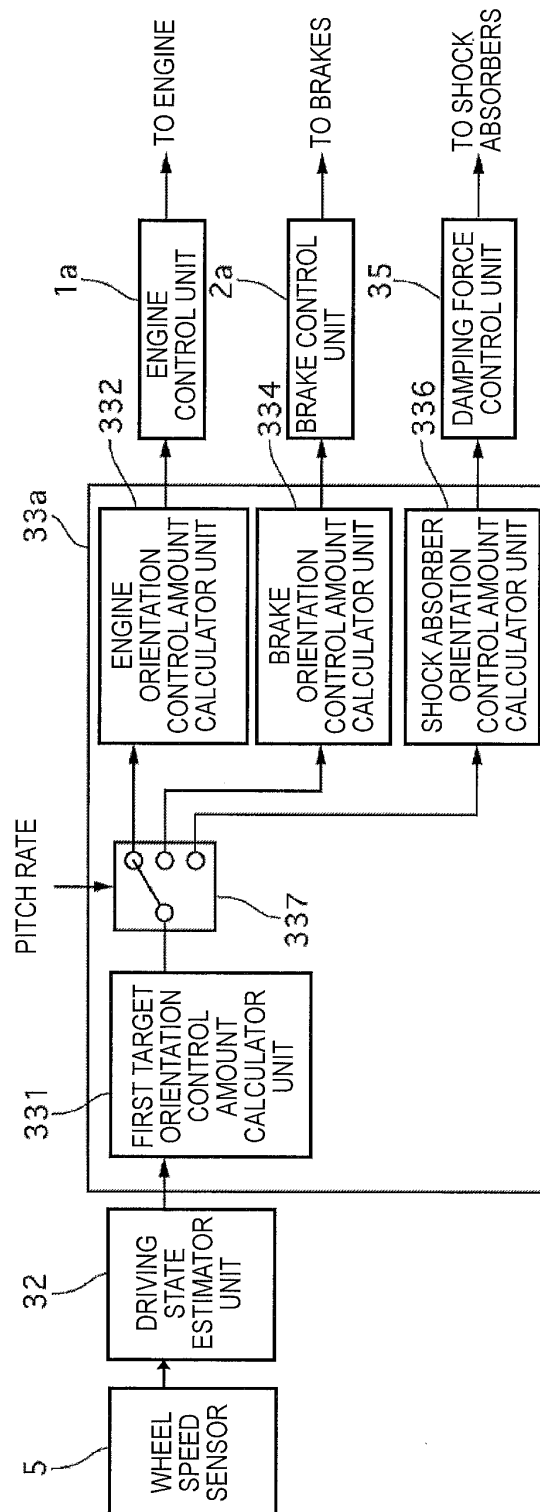 5
WHEEL
SPEED
SENSOR
32
DRIVING
STATE
ESTIMATOR
UNIT
33a
331
FIRST TARGET
ORIENTATION
CONTROL
AMOUNT
CALCULATOR
UNIT
PITCH RATE
337
332
ENGINE
ORIENTATION
CONTROL AMOUNT
CALCULATOR UNIT
334
BRAKE
ORIENTATION
CONTROL AMOUNT
CALCULATOR UNIT
336
SHOCK ABSORBER
ORIENTATION
CONTROL AMOUNT
CALCULATOR UNIT
1a
ENGINE
CONTROL UNIT
TO ENGINE
2a
BRAKE CONTROL
UNIT
TO BRAKES
35
DAMPING FORCE
CONTROL UNIT
TO SHOCK
ABSORBERS